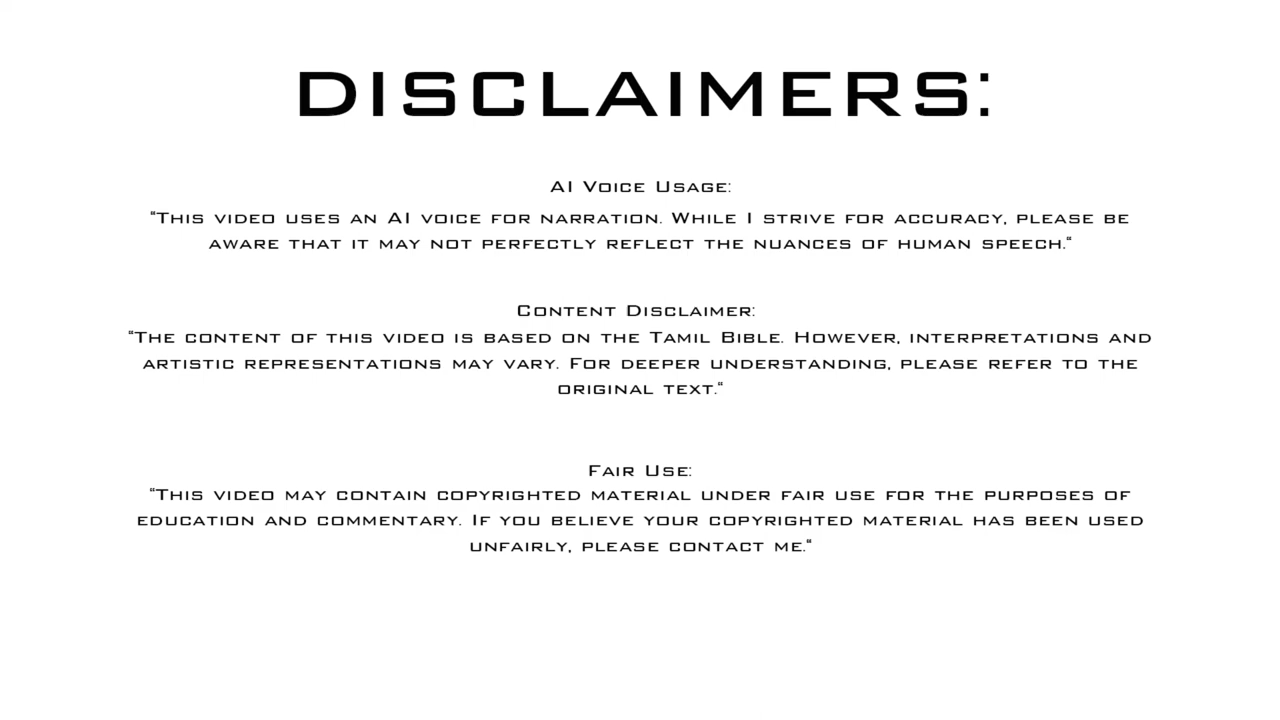 DISCLAIMERS:
AI Voice Usage:
“This video uses an AI voice for narration. While I strive for accuracy, please be
aware that it may not perfectly reflect the nuances of human speech.“
Content Disclaimer:
“The content of this video is based on the Tamil Bible. However, interpretations and
artistic representations may vary. For deeper understanding, please refer to the
original text.“
Fair Use:
“This video may contain copyrighted material under fair use for the purposes of
education and commentary. If you believe your copyrighted material has been used
unfairly, please contact me.“